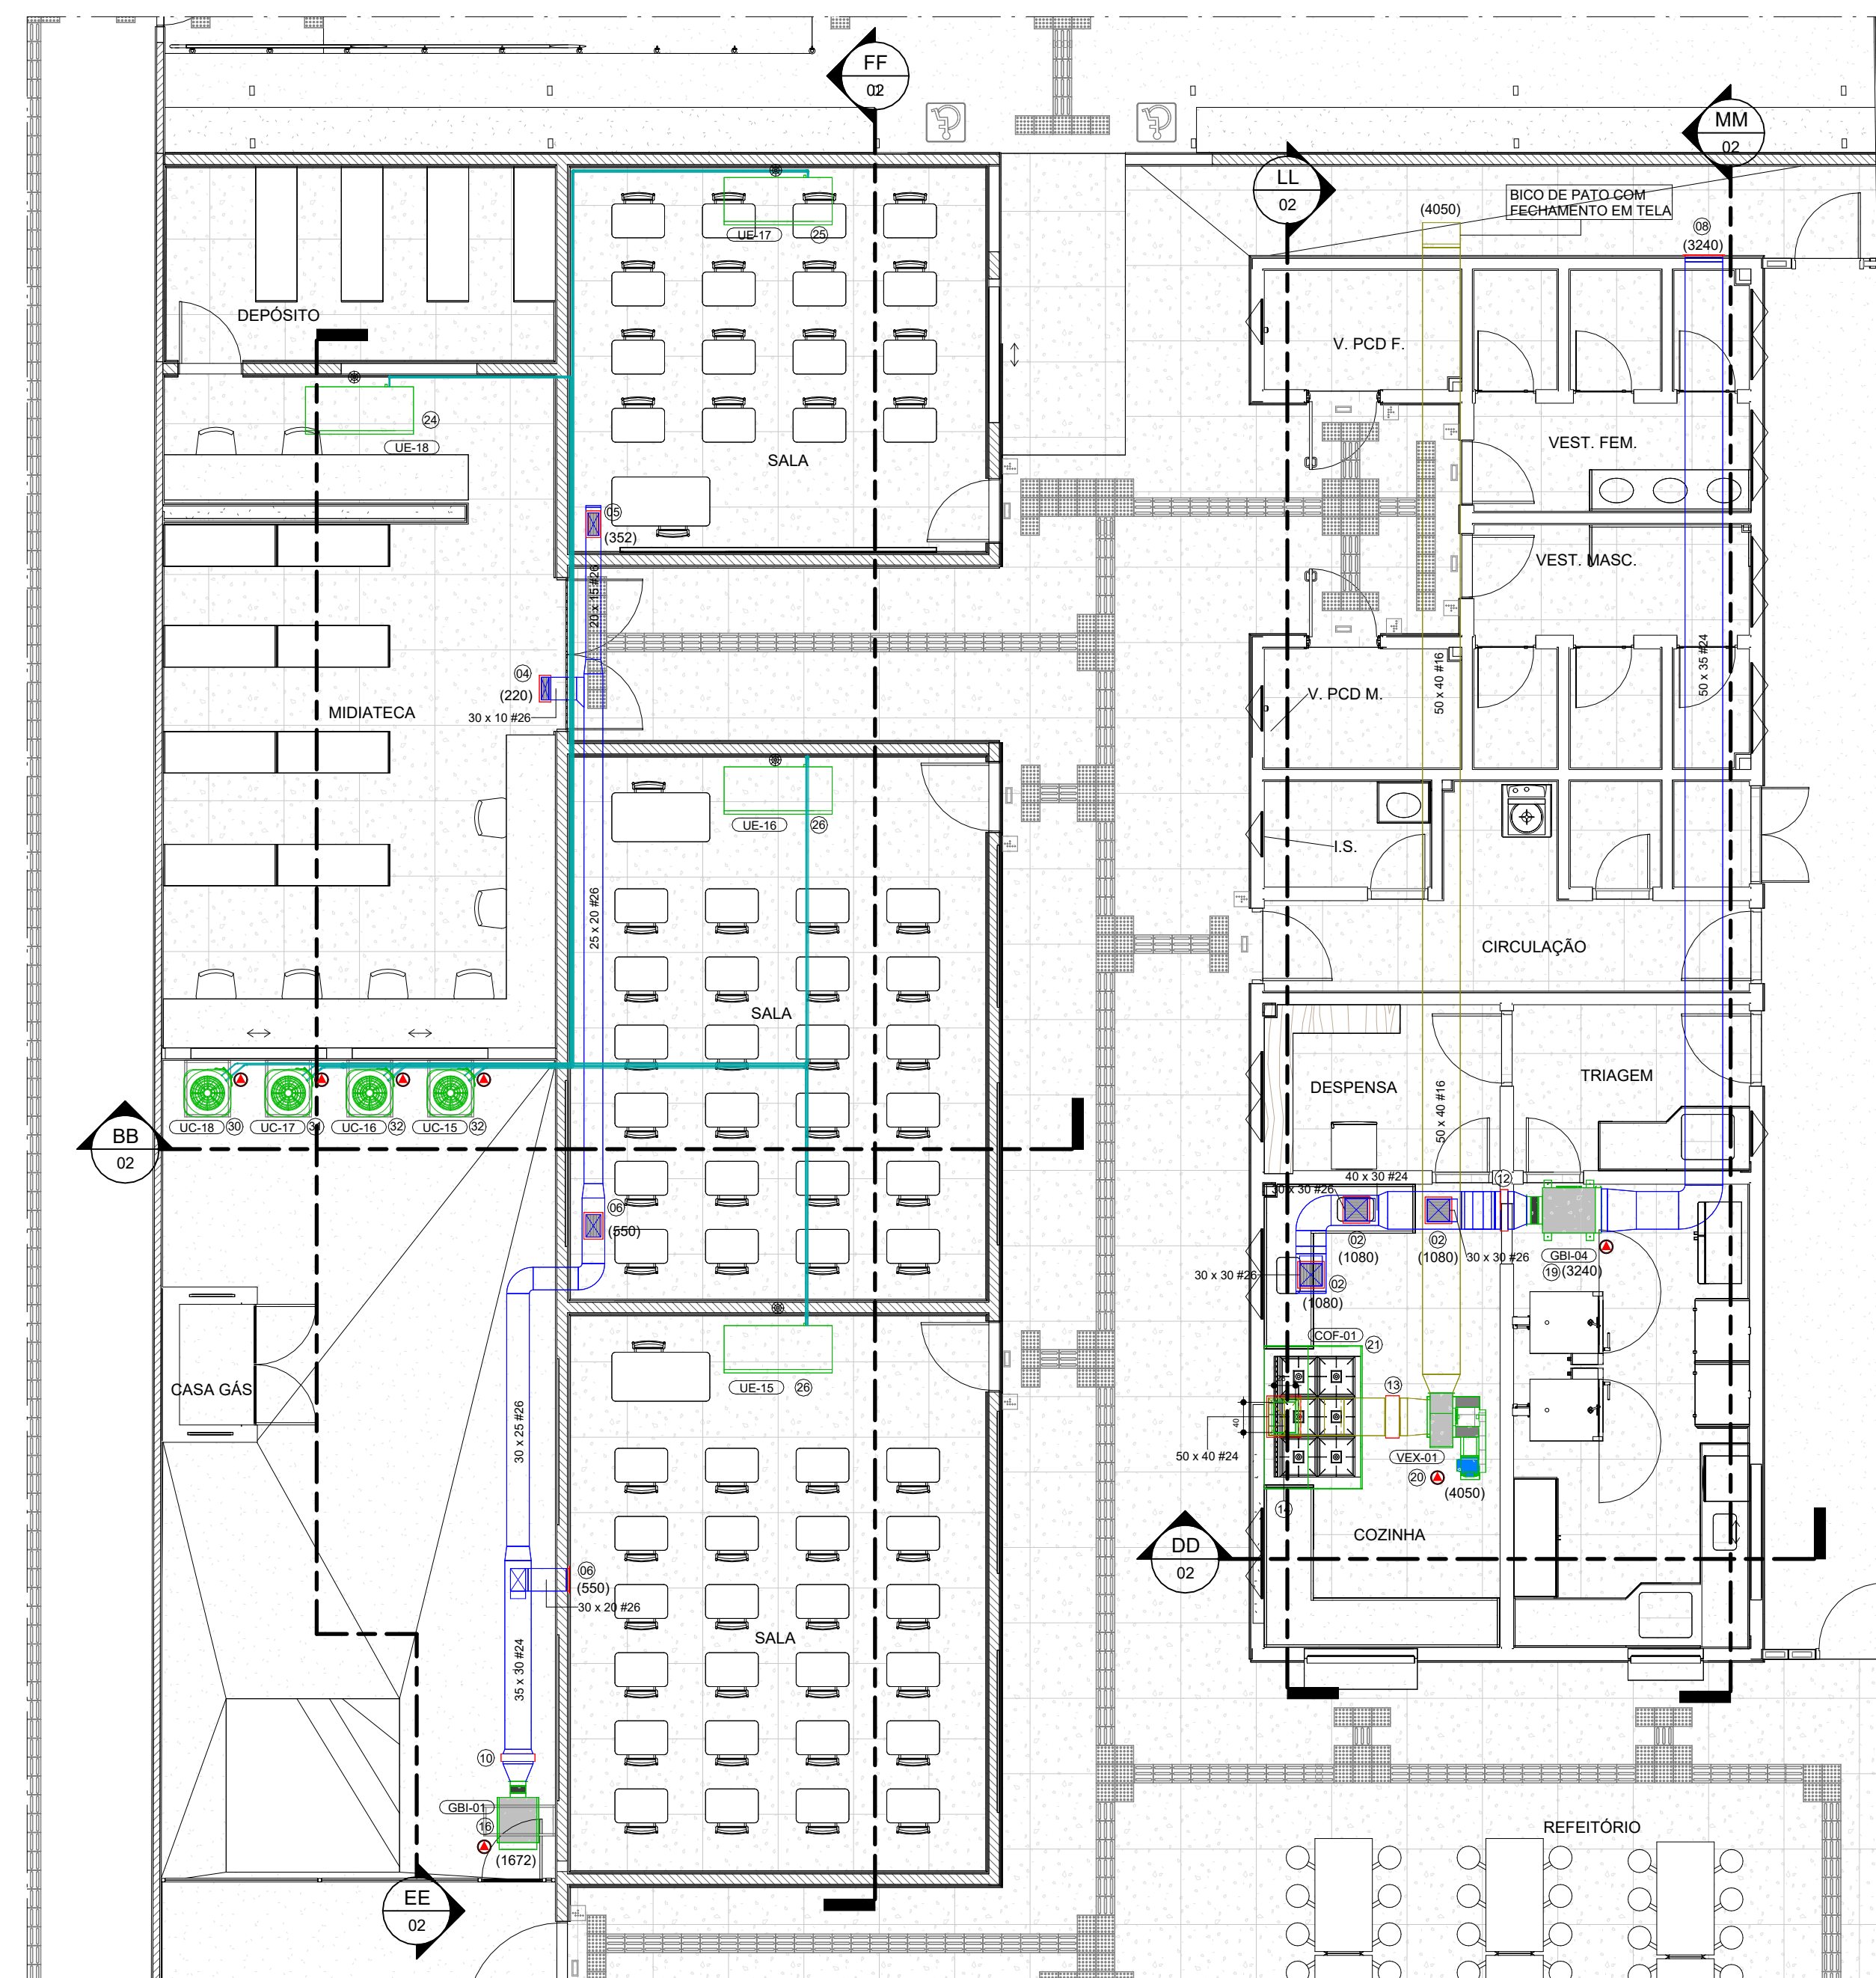 FF
02
MM
02
LL
02
BICO DE PATO COM
FECHAMENTO EM TELA
(4050)
08
(3240)
UE-17
25
DEPÓSITO
V. PCD F.
24
UE-18
VEST. FEM.
SALA
05
(352)
VEST. MASC.
20 x 15 #26
04
(220)
30 x 10 #26
MIDIATECA
50 x 40 #16
50 x 35 #24
V. PCD M.
UE-16
26
I.S.
25 x 20 #26
CIRCULAÇÃO
SALA
DESPENSA
TRIAGEM
50 x 40 #16
UC-18
30
UC-17
UC-16
32
UC-15
32
BB
02
40 x 30 #24
30 x 30 #26
12
06
(550)
02
(1080)
02
(1080)
30 x 30 #26
GBI-04
19
(3240)
30 x 30 #26
02
(1080)
COF-01
21
CASA GÁS
UE-15
26
13
40
30 x 25 #26
50 x 40 #24
VEX-01
20
(4050)
14
COZINHA
DD
02
06
(550)
30 x 20 #26
SALA
35 x 30 #24
10
GBI-01
16
(1672)
REFEITÓRIO
EE
02